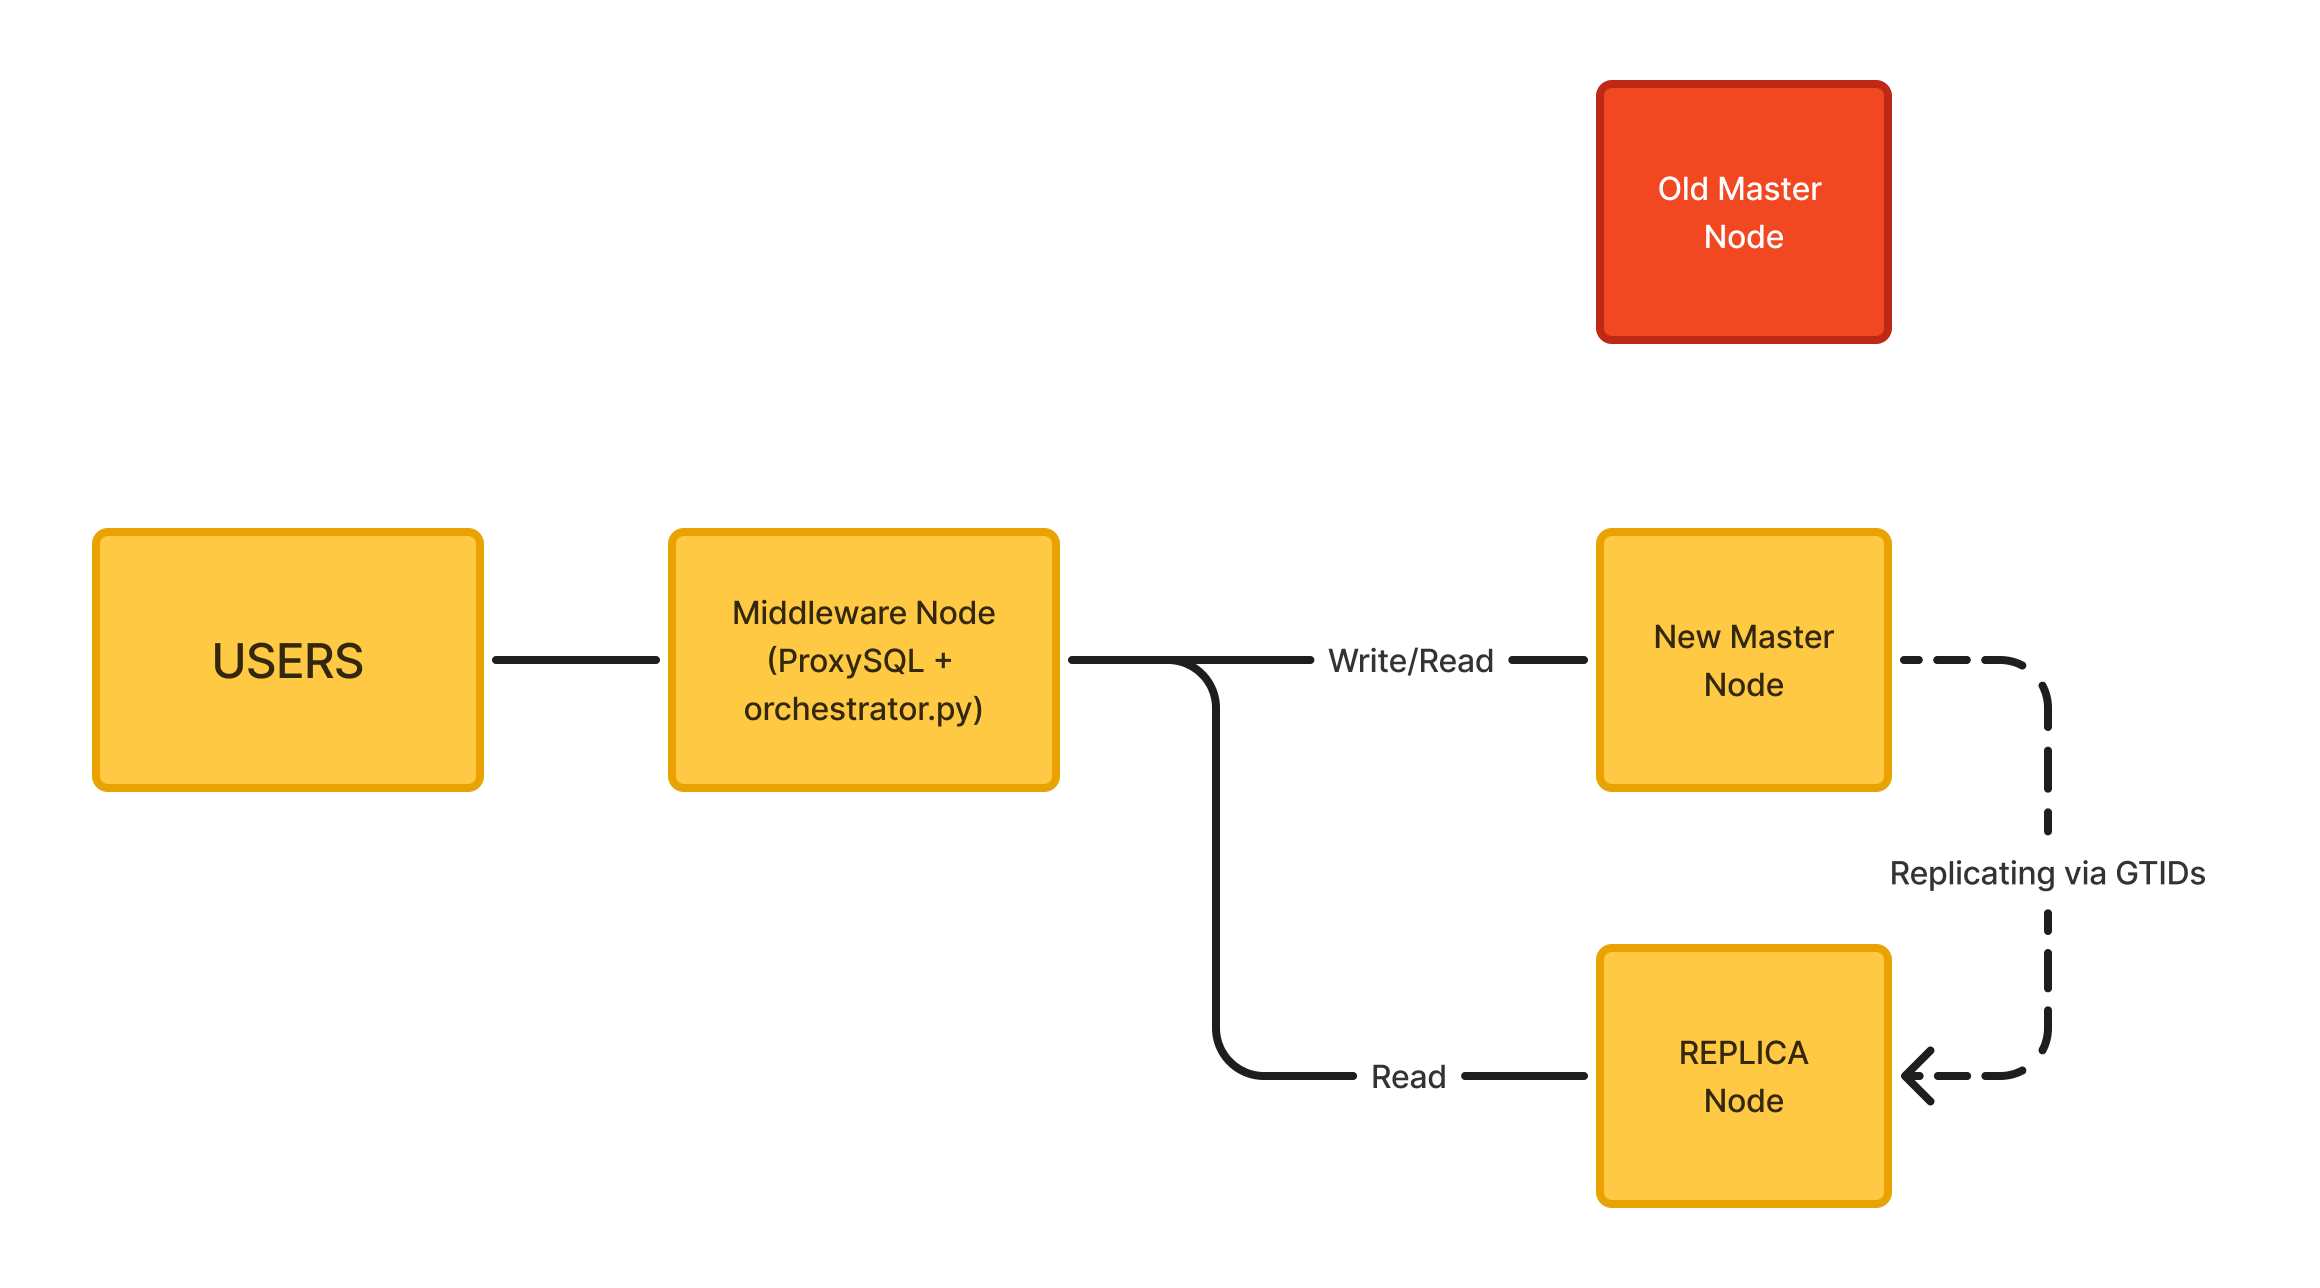 Old Master
Node
USERS
Middleware Node
(ProxySQL +
orchestrator.py)
Write/Read
New Master
Node
Replicating via GTIDs
Read
REPLICA
Node